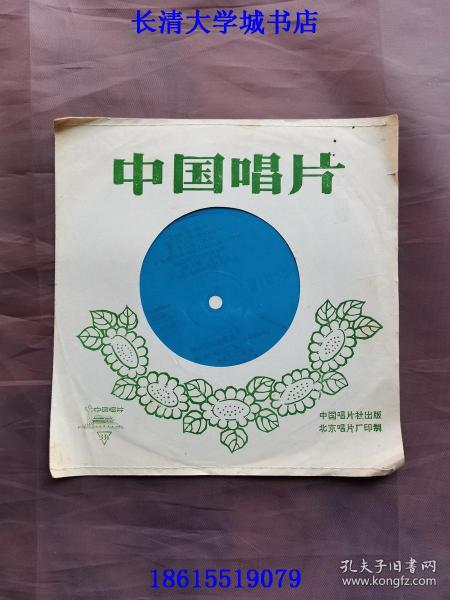 长清大学城书店
中国唱片
中国唱片
33
中国唱片社出版
北京唱片厂印制
18615519079
孔夫子旧书网
www.kongfz.com